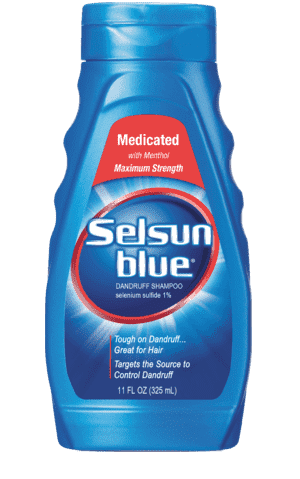 Medicated
with Menthol
Maximum Strength
Selsun
blue®
DANDRUFF SHAMPOO
selenium sulfide 1%
Tough on Dandruff...
Great for Hair
Targets the Source to
Control Dandruff
11 FL OZ (325 mL)